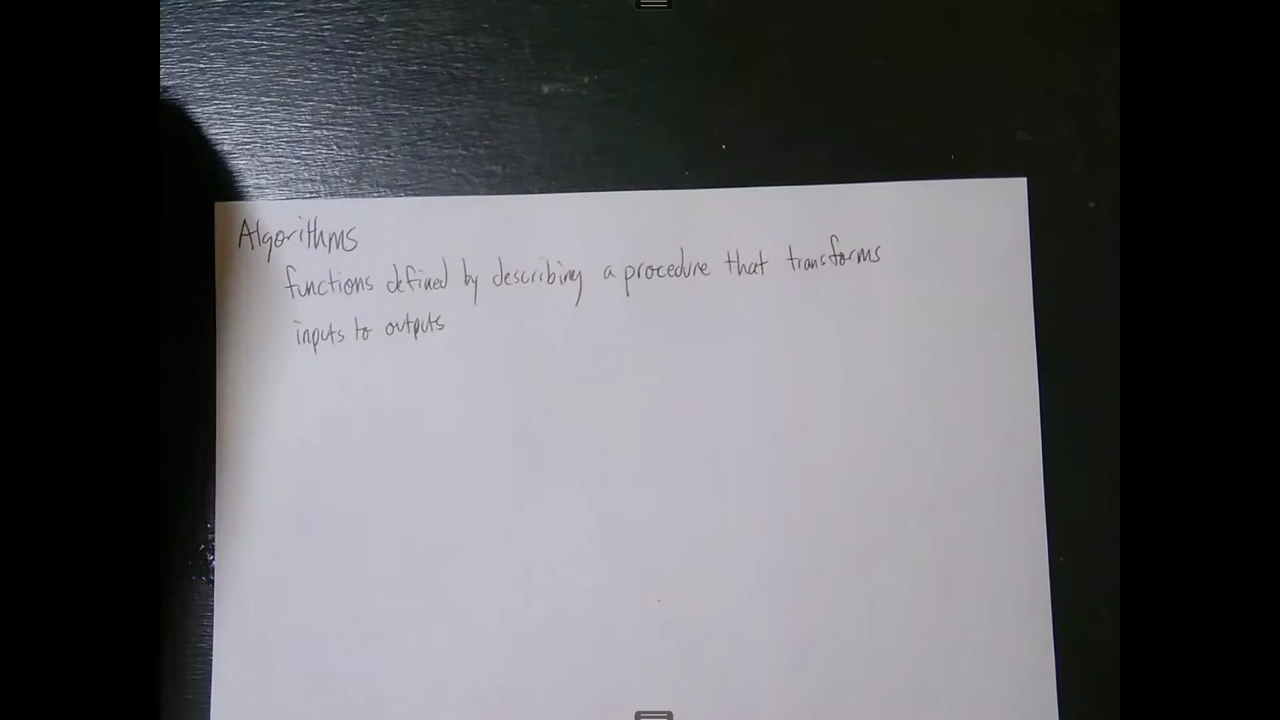 Algorithms
functions defined by describing a procedure that transforms
inputs to outputs